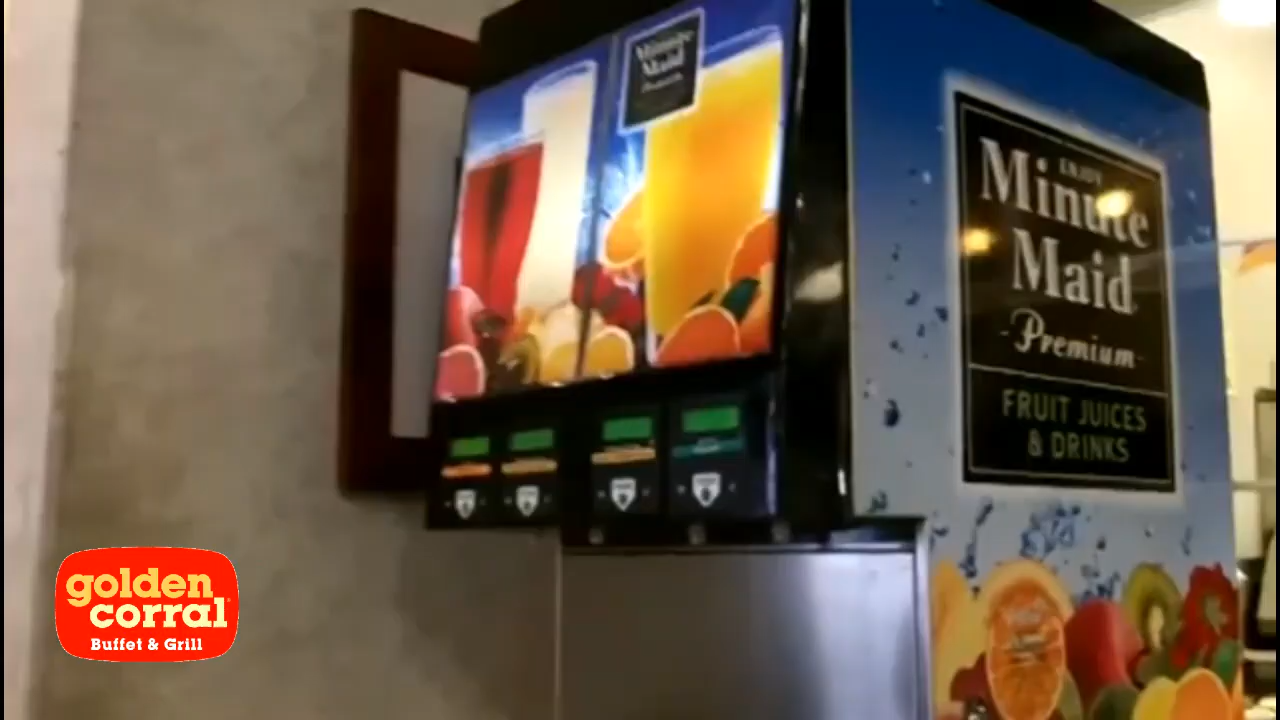 Minute
Maid
ENJOY
Minute
Maid
Premium
FRUIT JUICES
& DRINKS
golden
corral
Buffet & Grill